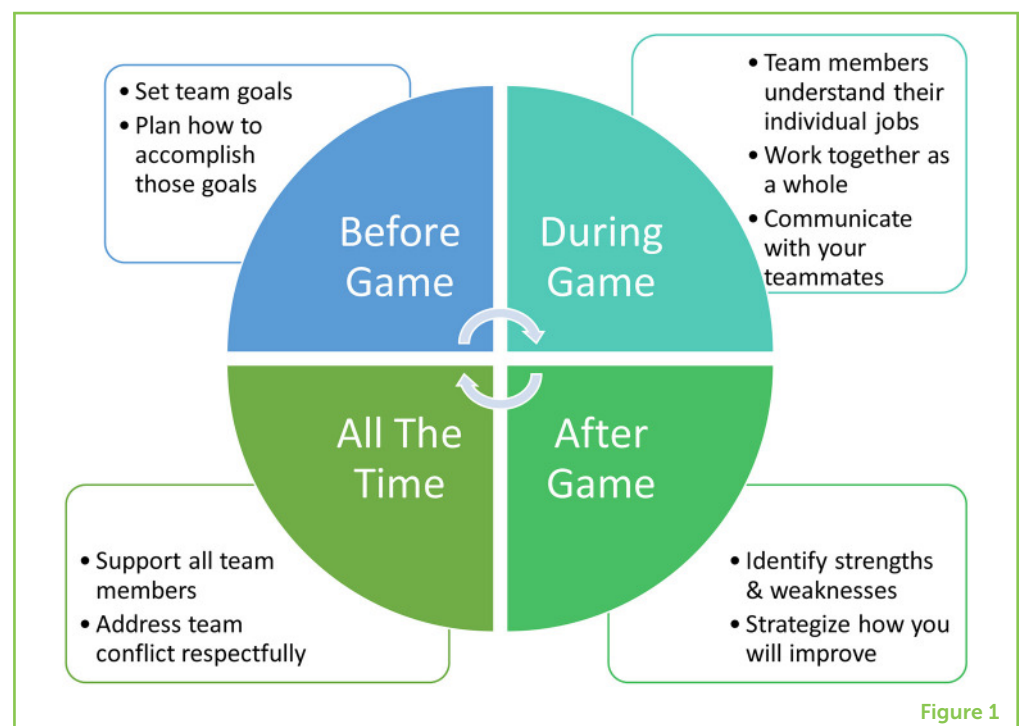 • Set team goals
• Plan how to
accomplish
those goals
• Team members
understand their
individual jobs
• Work together as
a whole
• Communicate
with your
teammates
Before
Game
During
Game
All The
Time
After
Game
• Support all team
members
• Address team
conflict respectfully
• Identify strengths
& weaknesses
• Strategize how you
will improve
Figure 1